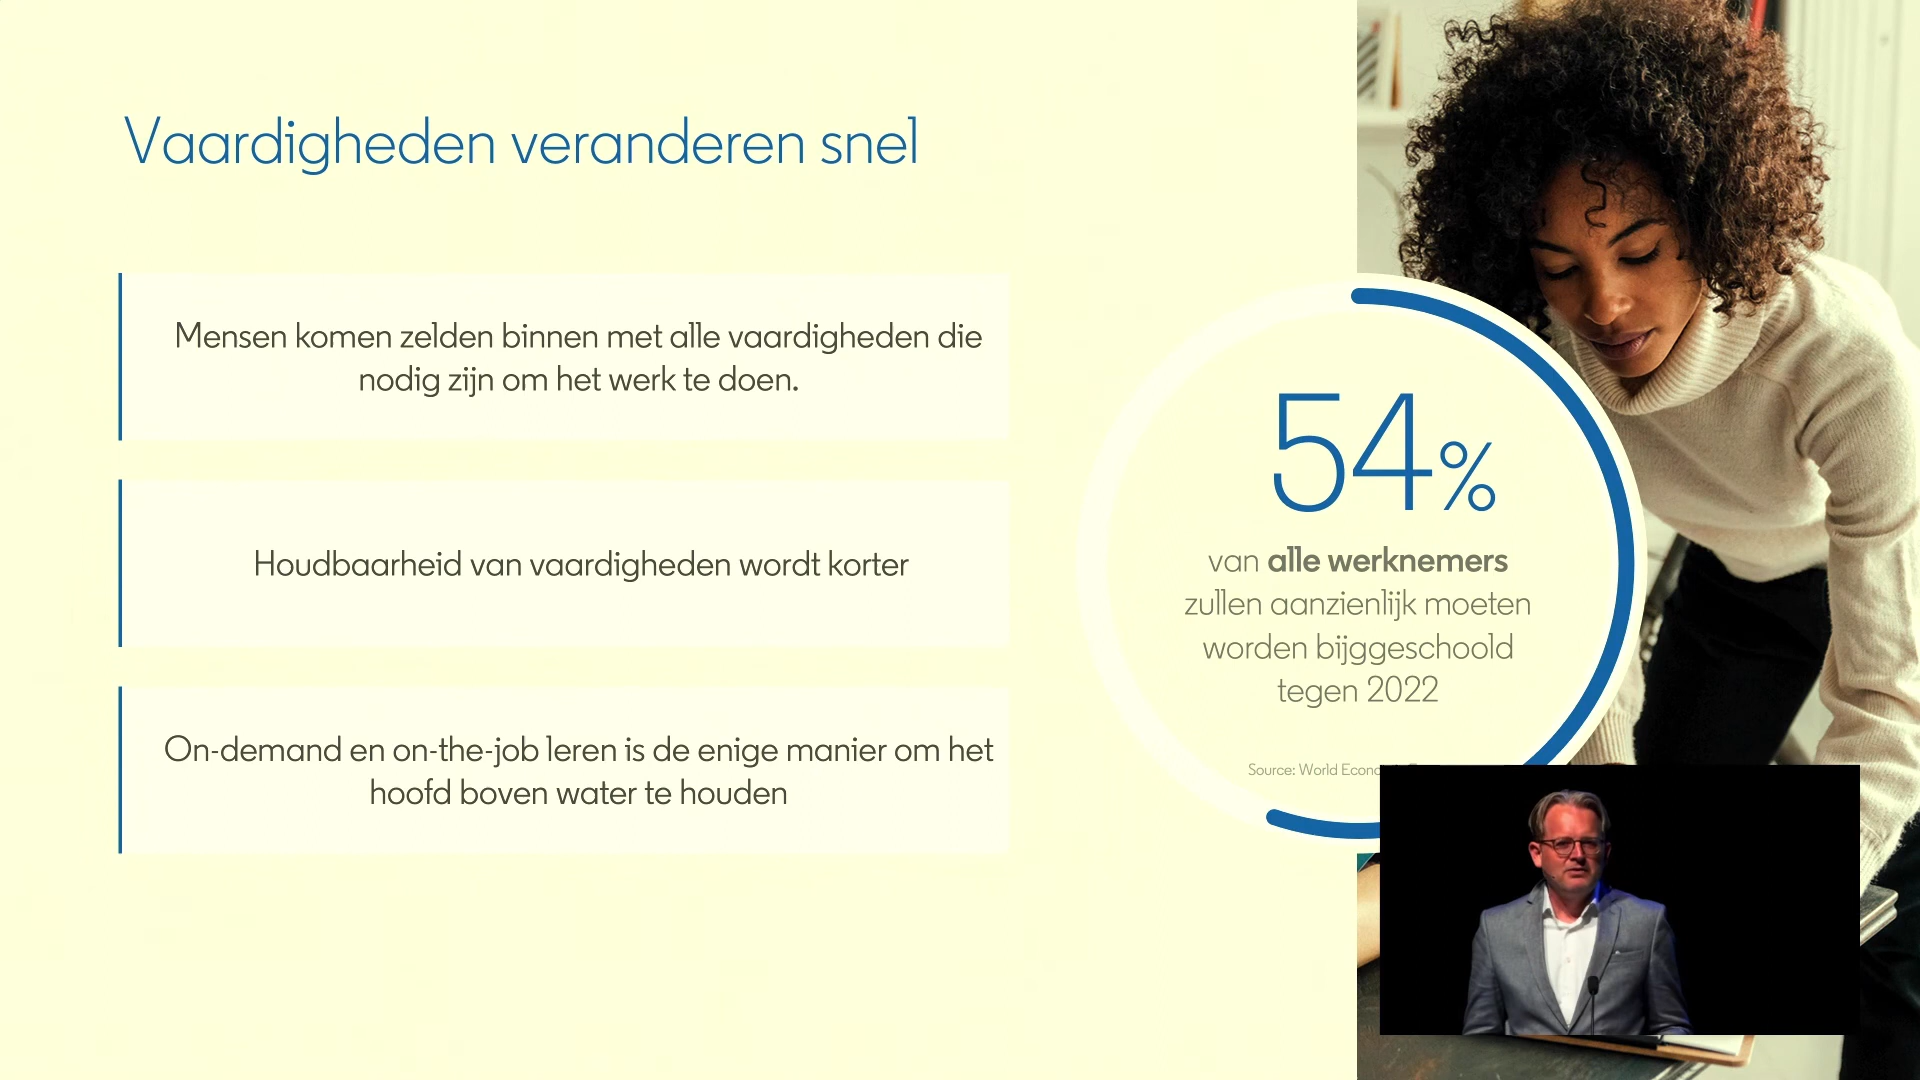 Vaardigheden veranderen snel
Mensen komen zelden binnen met alle vaardigheden die
nodig zijn om het werk te doen.
Houdbaarheid van vaardigheden wordt korter
On-demand en on-the-job leren is de enige manier om het
hoofd boven water te houden
54%
van alle werknemers
zullen aanzienlijk moeten
worden bijggeschoold
tegen 2022
Source: World